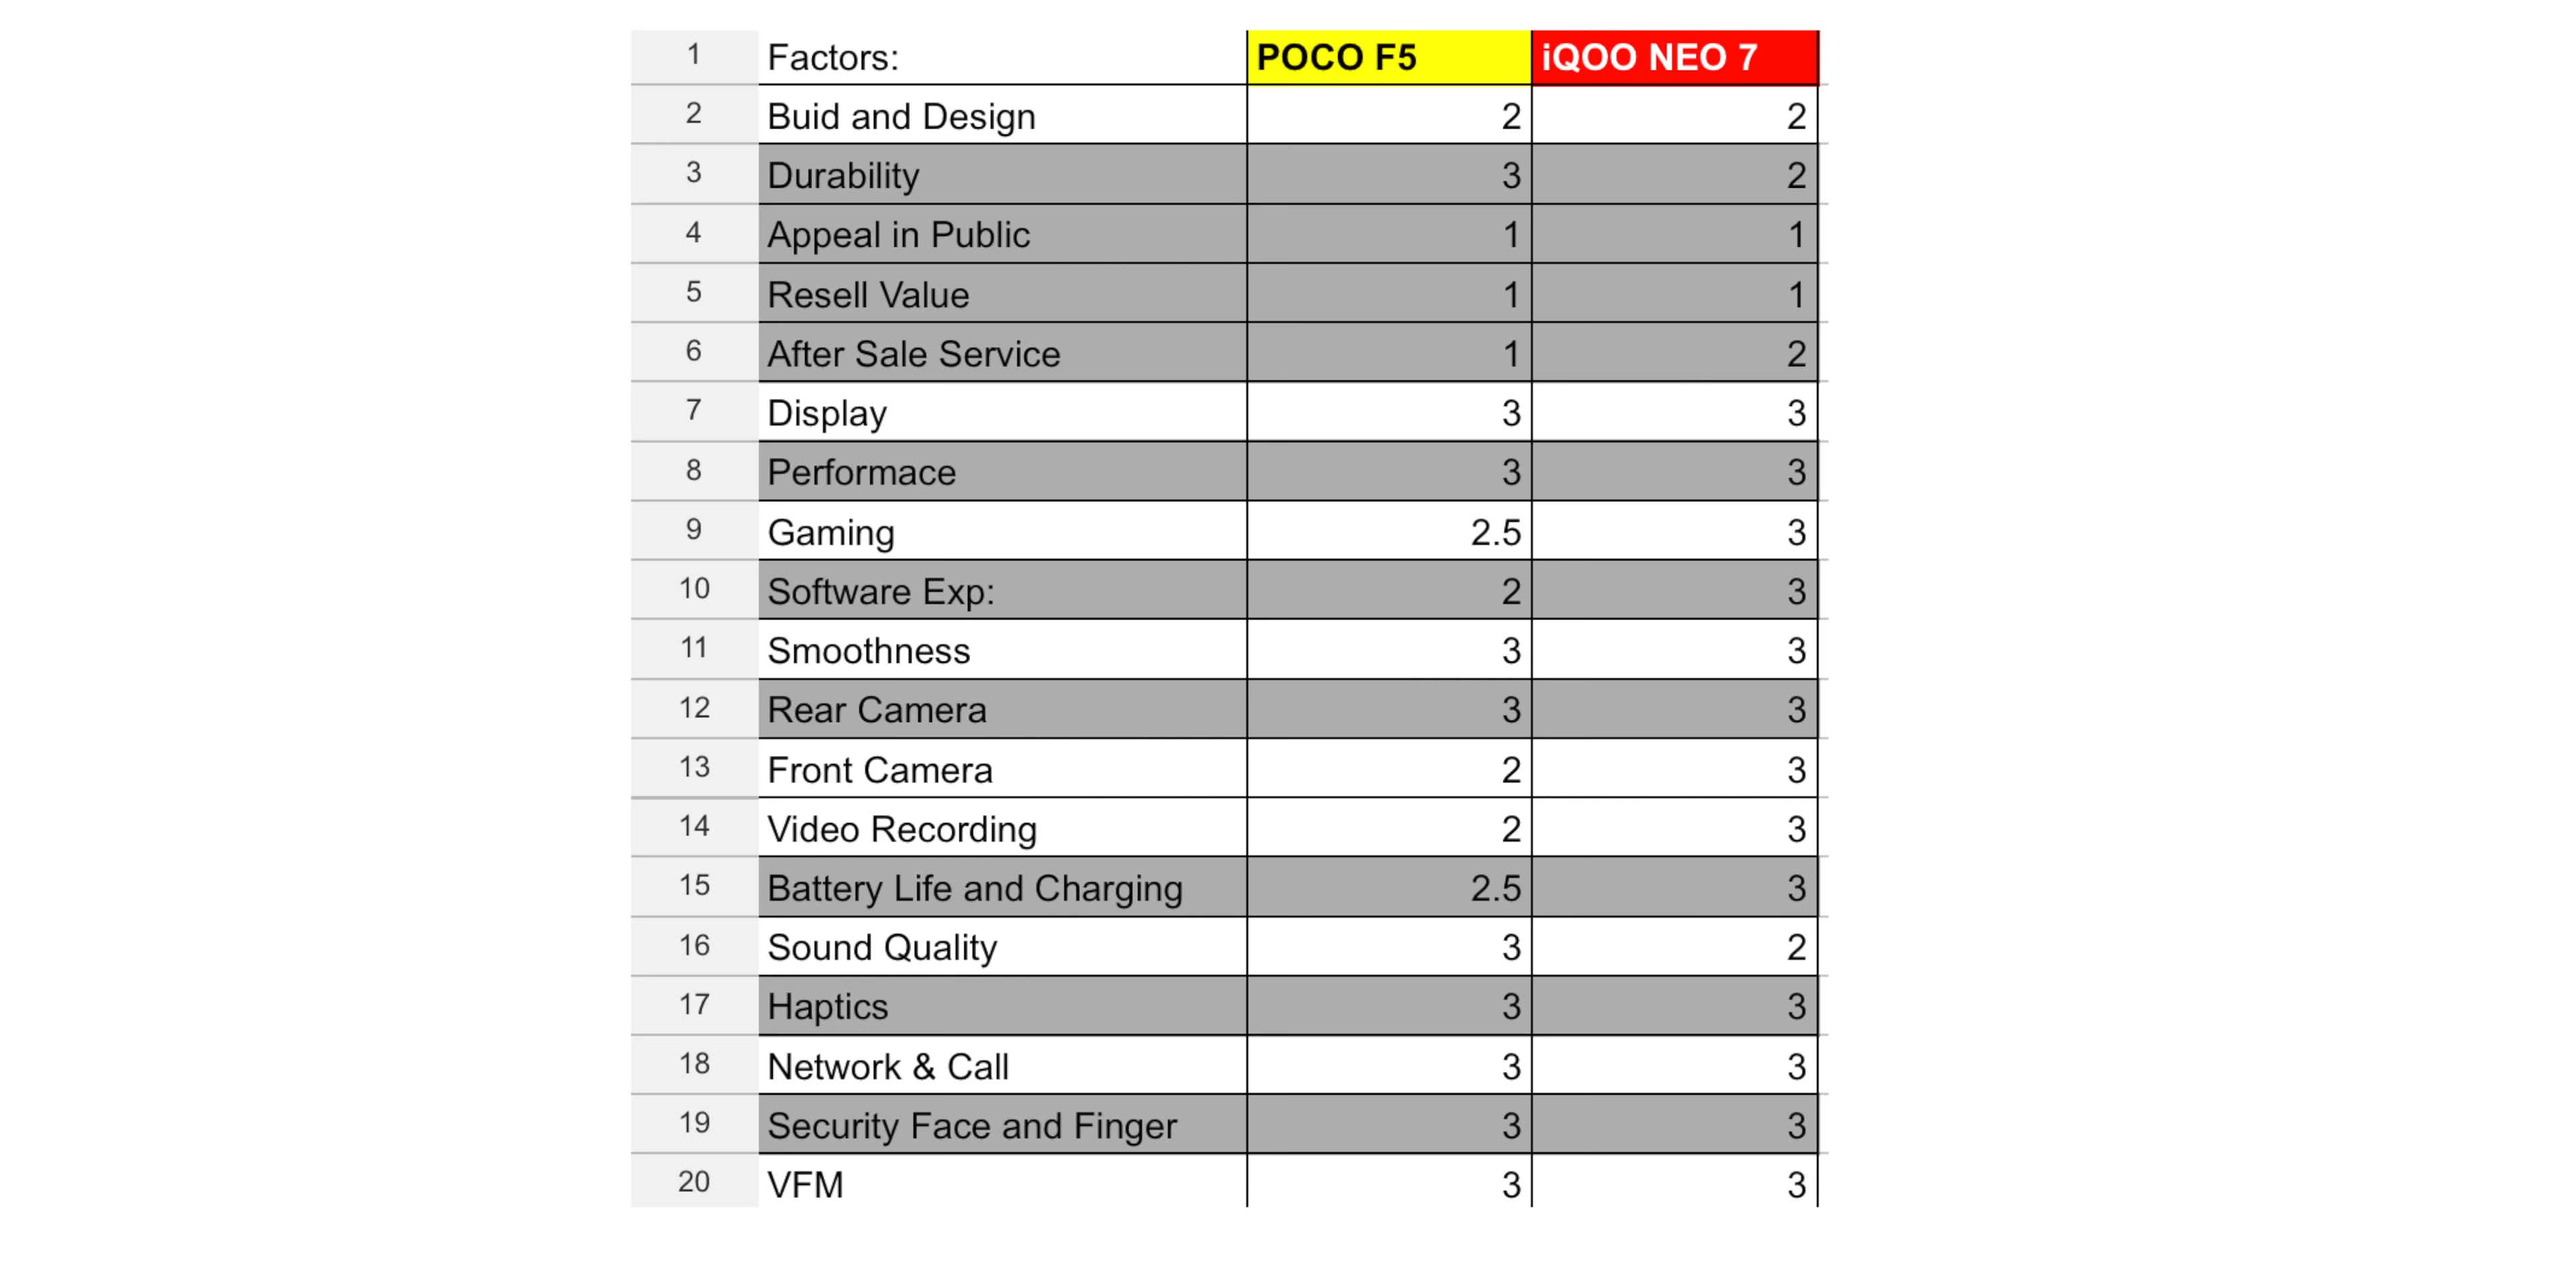 1 Factors: POCO F5 iQOO NEO 7
2 Buid and Design 2 2
3 Durability 3 2
4 Appeal in Public 1 1
5 Resell Value 1 1
6 After Sale Service 1 2
7 Display 3 3
8 Performace 3 3
9 Gaming 2.5 3
10 Software Exp: 2 3
11 Smoothness 3 3
12 Rear Camera 3 3
13 Front Camera 2 3
14 Video Recording 2 3
15 Battery Life and Charging 2.5 3
16 Sound Quality 3 2
17 Haptics 3 3
18 Network & Call 3 3
19 Security Face and Finger 3 3
20 VFM 3 3